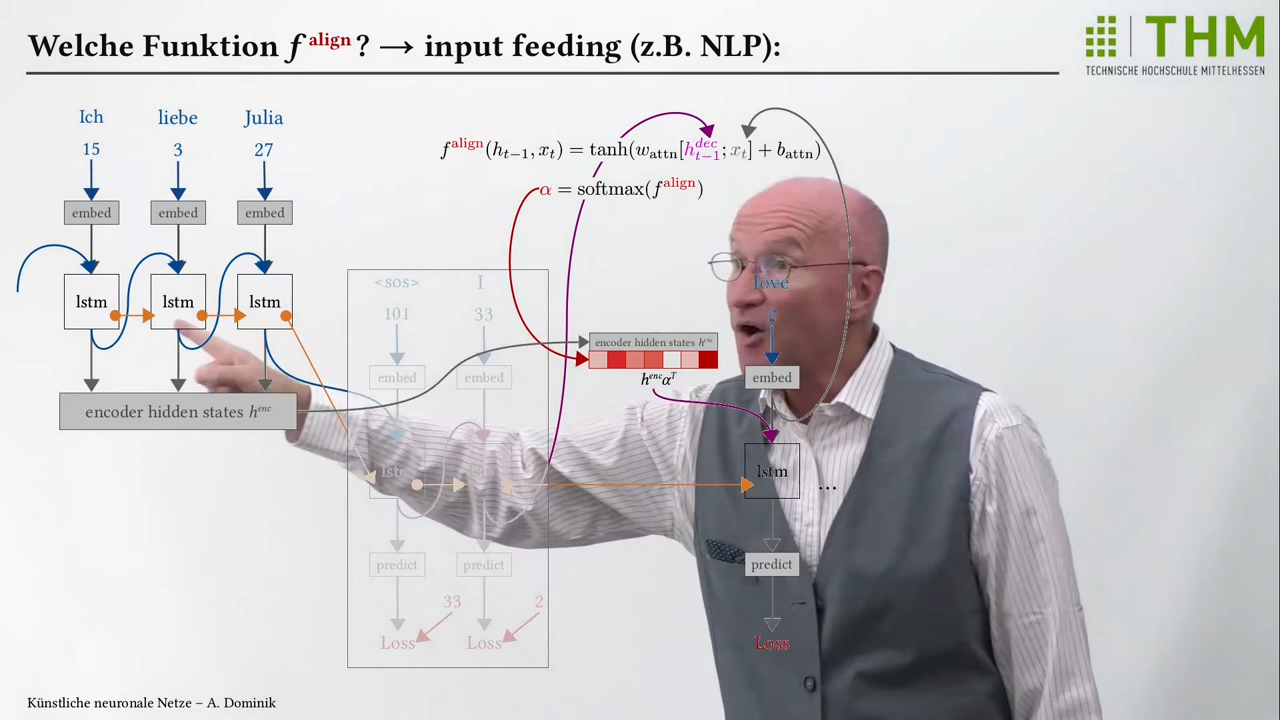 Welche Funktion f^align ? → input feeding (z.B. NLP):
THM
TECHNISCHE HOCHSCHULE MITTELHESSEN
Ich liebe Julia
15 3 27
embed embed embed
lstm lstm lstm
encoder hidden states h^enc
f^align(h_{t−1}, x_t) = tanh(w_attn[h^dec_{t−1}; x_t] + b_attn)
α = softmax(f^align)
<sos> I love
101 33 2
encoder hidden states h^enc
h^enc α^T
embed embed embed
lstm lstm ...
predict predict predict
33 2
Loss Loss Loss
Künstliche neuronale Netze – A. Dominik